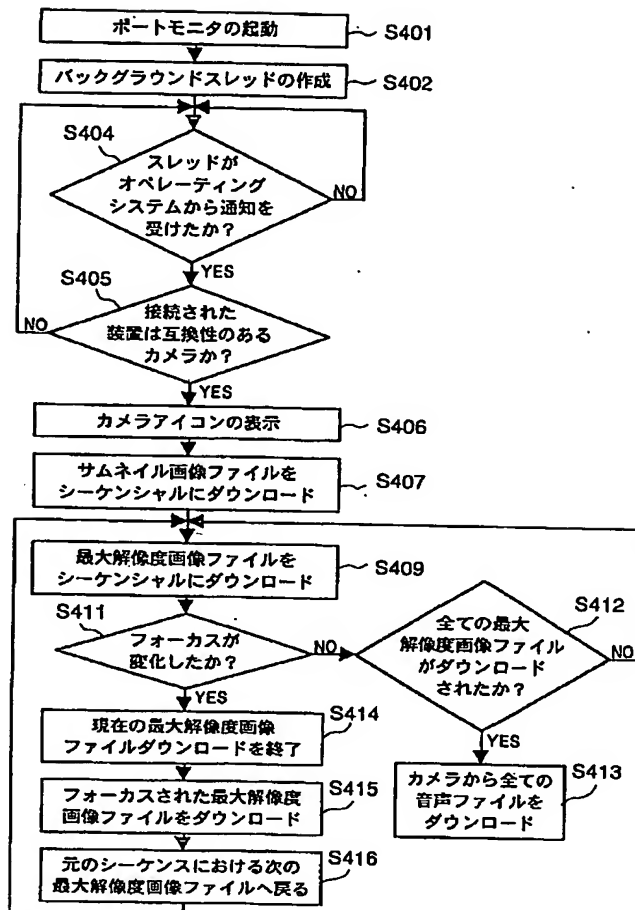 ポートモニタの起動
S401
バックグラウンドスレッドの作成
S402
S404
スレッドが
オペレーティング
システムから通知を
受けたか？
NO
YES
S405
接続された
装置は互換性のある
カメラか？
NO
YES
カメラアイコンの表示
S406
サムネイル画像ファイルを
シーケンシャルにダウンロード
S407
最大解像度画像ファイルを
シーケンシャルにダウンロード
S409
S411
フォーカスが
変化したか？
NO
YES
S412
全ての最大
解像度画像ファイル
がダウンロード
されたか？
NO
YES
現在の最大解像度画像
ファイルダウンロードを終了
S414
カメラから全ての
音声ファイルを
ダウンロード
S413
フォーカスされた最大解像度
画像ファイルをダウンロード
S415
元のシーケンスにおける次の
最大解像度画像ファイルへ戻る
S416